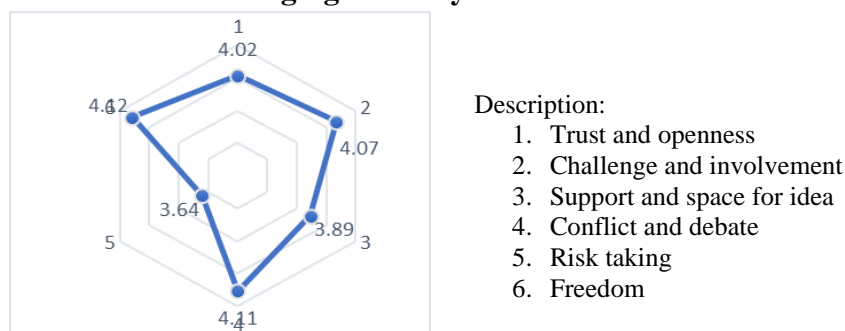 1
4.02
2
4.07
3
3.89
4
4.11
5
3.64
6
4.12
Description:
1. Trust and openness
2. Challenge and involvement
3. Support and space for idea
4. Conflict and debate
5. Risk taking
6. Freedom